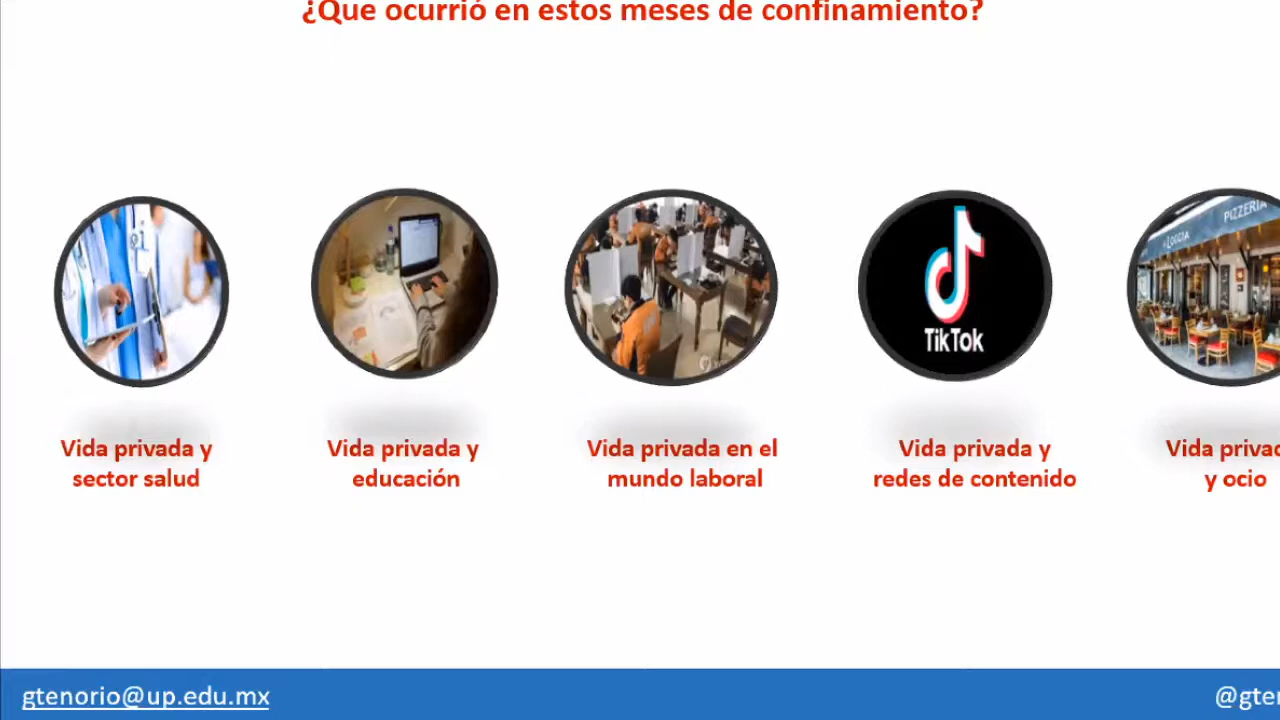 ¿Que ocurrió en estos meses de confinamiento?
PIZZERIA
TikTok
Vida privada y
sector salud
Vida privada y
educación
Vida privada en el
mundo laboral
Vida privada y
redes de contenido
Vida privad
y ocio
gtenorio@up.edu.mx
@gte